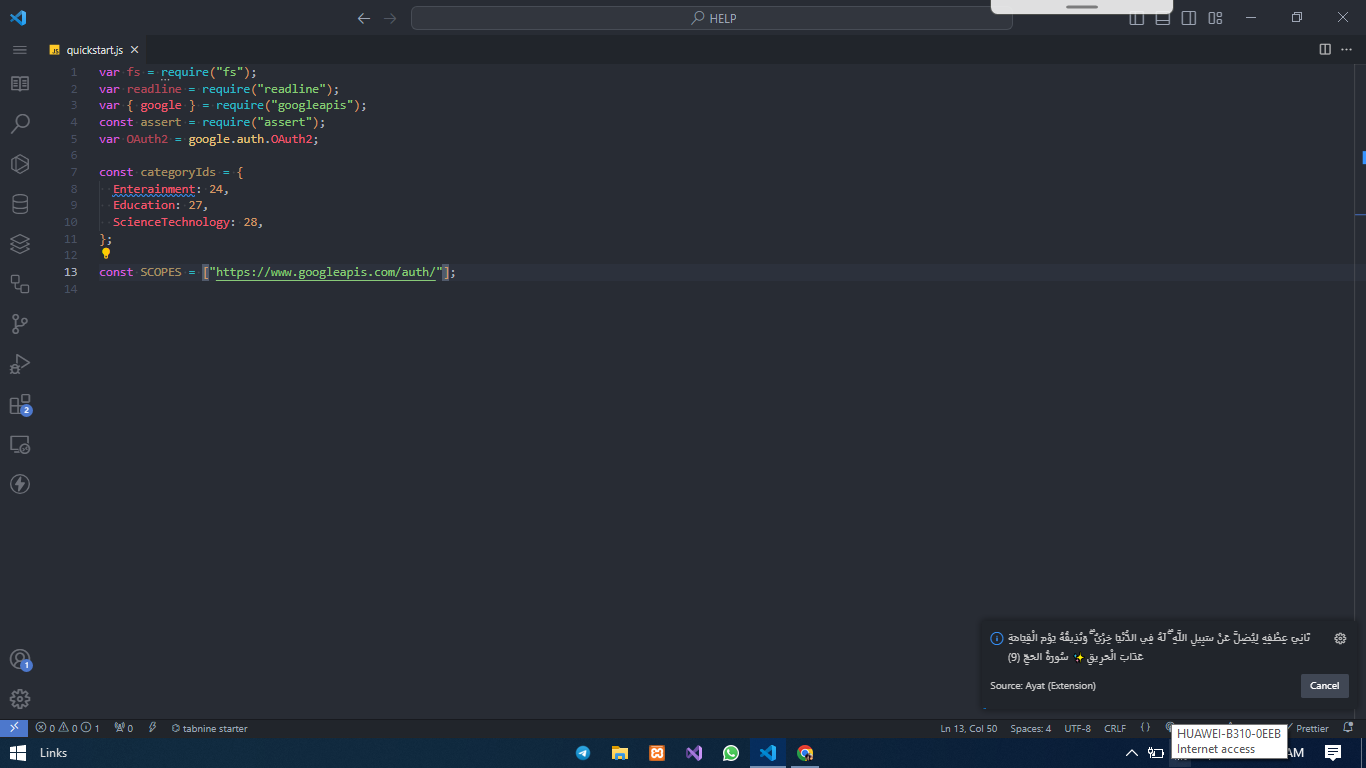 HELP
quickstart.js
1 var fs = require("fs");
2 var readline = require("readline");
3 var { google } = require("googleapis");
4 const assert = require("assert");
5 var OAuth2 = google.auth.OAuth2;
6
7 const categoryIds = {
8 Enterainment: 24,
9 Education: 27,
10 ScienceTechnology: 28,
11 };
12
13 const SCOPES = ["https://www.googleapis.com/auth/"];
14
2
1
ثَانِيَ عِطْفِهِ لِيُضِلَّ عَنْ سَبِيلِ اللَّهِ ۖ لَهُ فِي الدُّنْيَا خِزْيٌ ۖ وَنُذِيقُهُ يَوْمَ الْقِيَامَةِ
عَذَابَ الْحَرِيقِ ✨ سُورَةُ الحَجِّ (9)
Source: Ayat (Extension)
Cancel
0 0 1 0 tabnine starter Ln 13, Col 50 Spaces: 4 UTF-8 CRLF {} Prettier
HUAWEI-B310-0EEB
Internet access
Links
AM